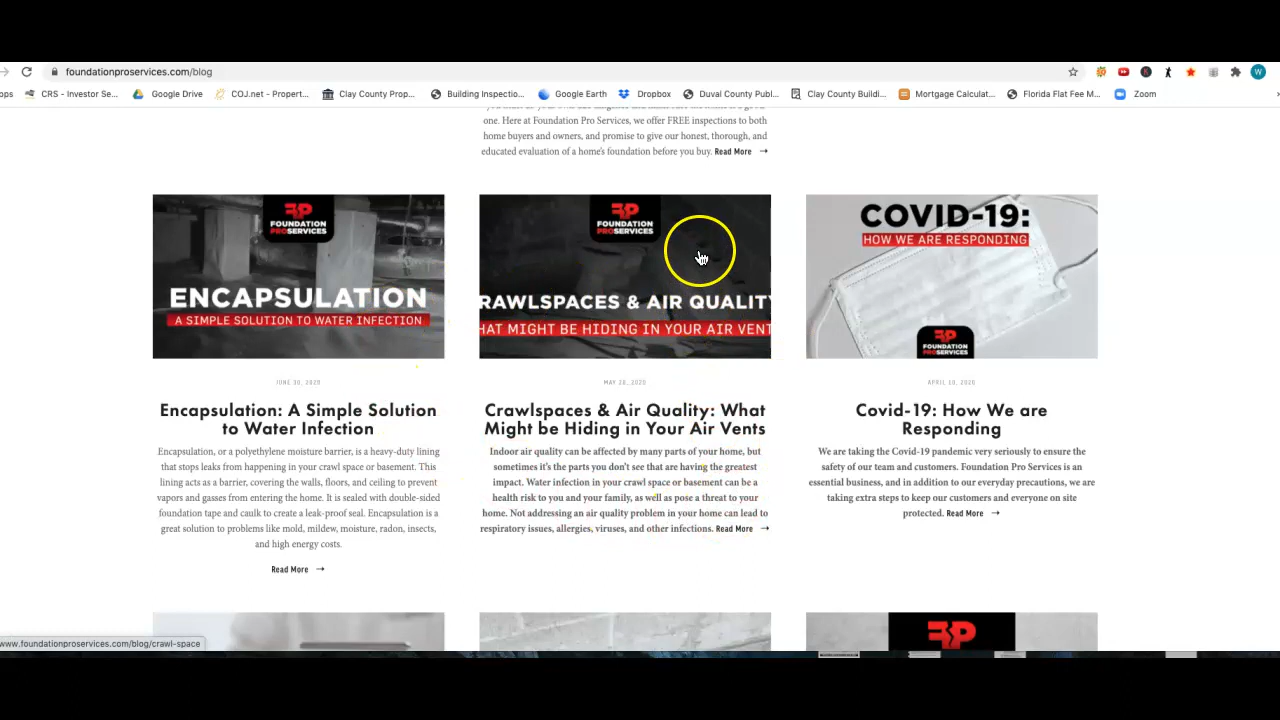 foundationproservices.com/blog
W
ops
CRS - Investor Se...
Google Drive
COJ.net - Propert...
Clay County Prop...
Building Inspectio...
Google Earth
Dropbox
Duval County Publ...
Clay County Buildi...
Mortgage Calculat...
Florida Flat Fee M...
Zoom
one. Here at Foundation Pro Services, we offer FREE inspections to both
home buyers and owners, and promise to give our honest, thorough, and
educated evaluation of a home's foundation before you buy. Read More →
FOUNDATION
PROSERVICES
ENCAPSULATION
A SIMPLE SOLUTION TO WATER INFECTION
JUNE 30, 2020
Encapsulation: A Simple Solution
to Water Infection
Encapsulation, or a polyethylene moisture barrier, is a heavy-duty lining
that stops leaks from happening in your crawl space or basement. This
lining acts as a barrier, covering the walls, floors, and ceiling to prevent
vapors and gasses from entering the home. It is sealed with double-sided
foundation tape and caulk to create a leak-proof seal. Encapsulation is a
great solution to problems like mold, mildew, moisture, radon, insects,
and high energy costs.
Read More →
FOUNDATION
PROSERVICES
RAWLSPACES & AIR QUALITY
HAT MIGHT BE HIDING IN YOUR AIR VENT
MAY 28, 2020
Crawlspaces & Air Quality: What
Might be Hiding in Your Air Vents
Indoor air quality can be affected by many parts of your home, but
sometimes it's the parts you don't see that are having the greatest
impact. Water infection in your crawl space or basement can be a
health risk to you and your family, as well as pose a threat to your
home. Not addressing an air quality problem in your home can lead to
respiratory issues, allergies, viruses, and other infections. Read More →
COVID-19:
HOW WE ARE RESPONDING
FOUNDATION
PROSERVICES
APRIL 10, 2020
Covid-19: How We are
Responding
We are taking the Covid-19 pandemic very seriously to ensure the
safety of our team and customers. Foundation Pro Services is an
essential business, and in addition to our everyday precautions, we are
taking extra steps to keep our customers and everyone on site
protected. Read More →
www.foundationproservices.com/blog/crawl-space